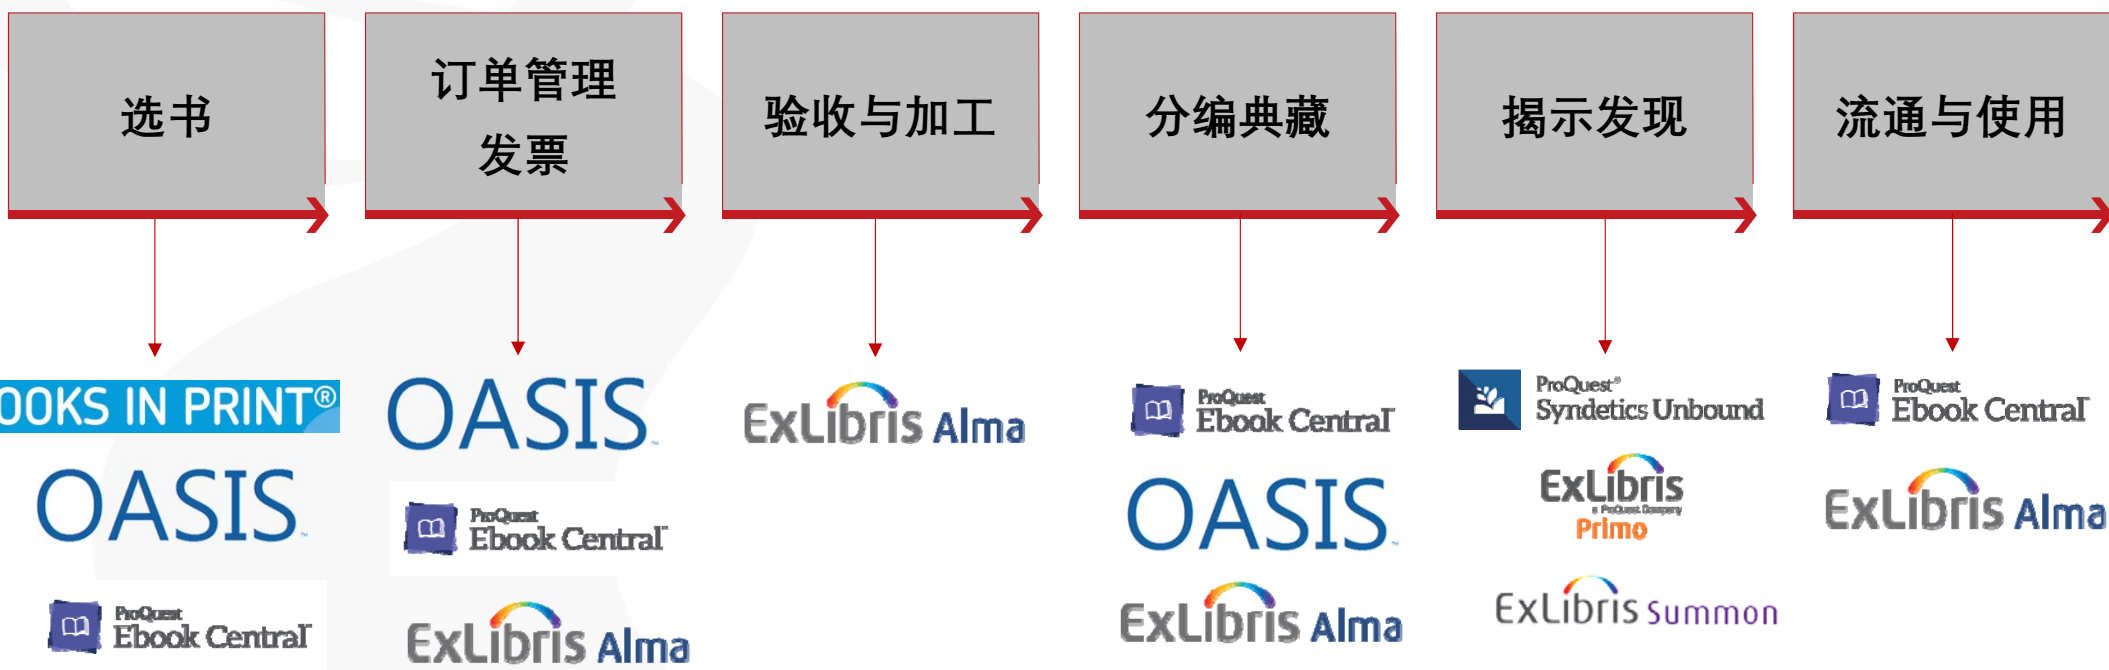 选书
订单管理
发票
验收与加工
分编典藏
揭示发现
流通与使用
OOKS IN PRINT®
OASIS
ProQuest
Ebook Central
OASIS
ProQuest
Ebook Central
ExLibris Alma
ExLibris Alma
ProQuest
Ebook Central
OASIS
ExLibris Alma
ProQuest®
Syndetics Unbound
ExLibris
a ProQuest Company
Primo
ExLibris Summon
ProQuest
Ebook Central
ExLibris Alma